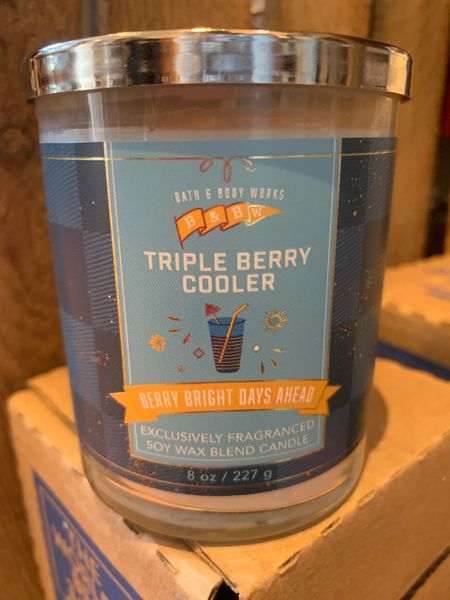 BATH & BODY WORKS
B & B W
TRIPLE BERRY
COOLER
BERRY BRIGHT DAYS AHEAD
EXCLUSIVELY FRAGRANCED
SOY WAX BLEND CANDLE
8 oz / 227 g
THE